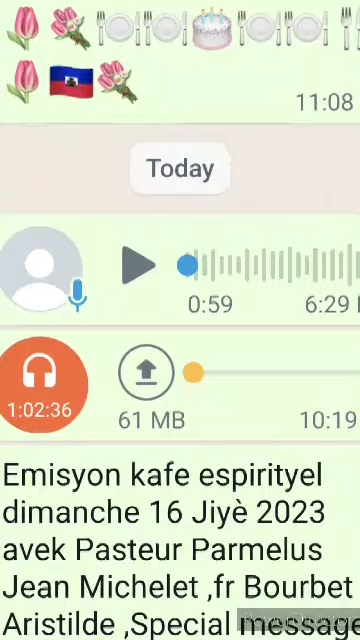 11:08
Today
0:59 6:29
1:02:36
61 MB 10:19
Emisyon kafe espirityel
dimanche 16 Jiyè 2023
avek Pasteur Parmelus
Jean Michelet ,fr Bourbet
Aristilde ,Special message